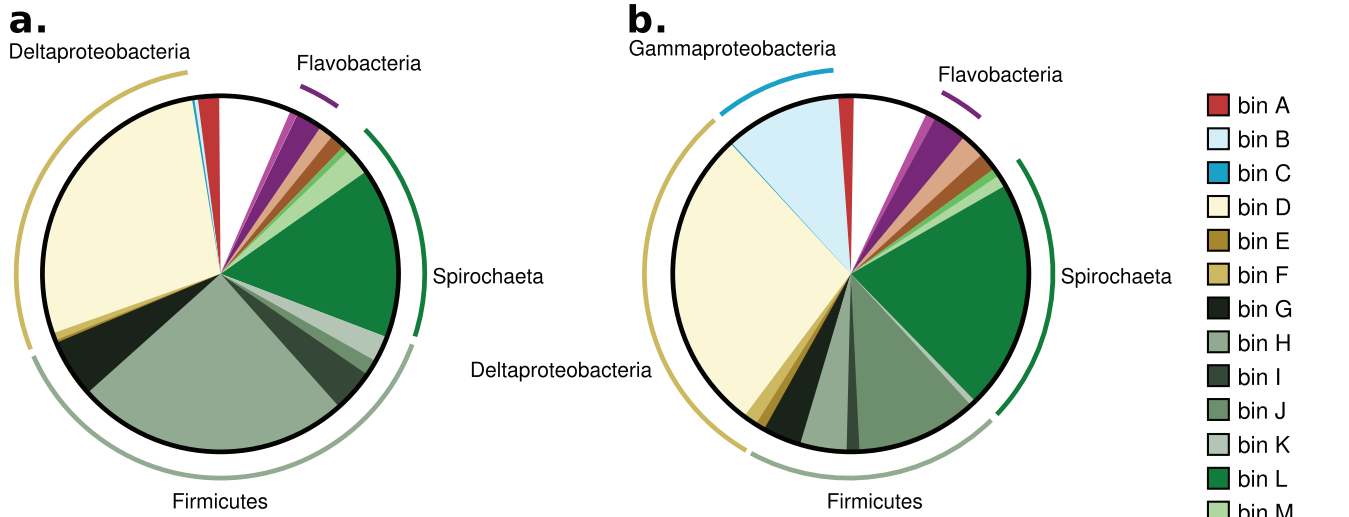 a.
Deltaproteobacteria
Flavobacteria
Spirochaeta
Firmicutes
b.
Gammaproteobacteria
Flavobacteria
Spirochaeta
Deltaproteobacteria
Firmicutes
bin A
bin B
bin C
bin D
bin E
bin F
bin G
bin H
bin I
bin J
bin K
bin L
bin M